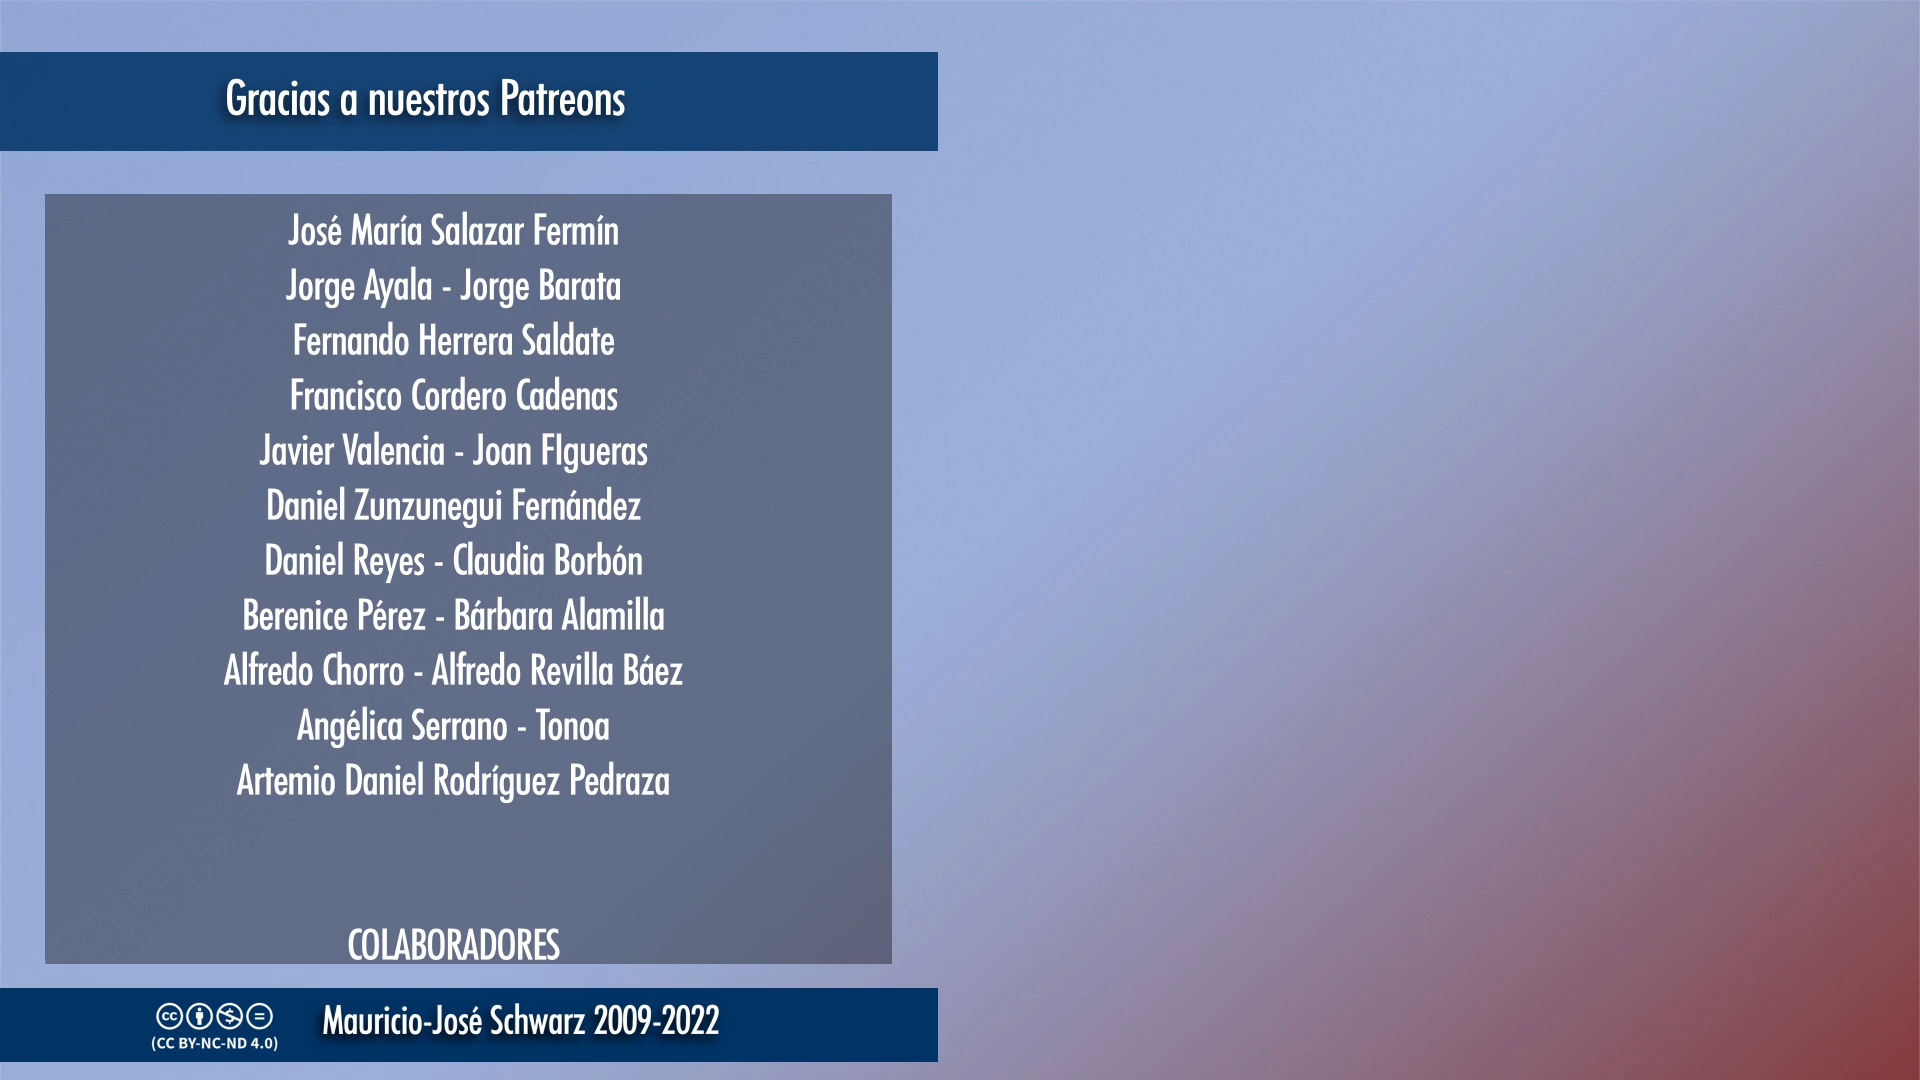 Gracias a nuestros Patreons
José María Salazar Fermín
Jorge Ayala - Jorge Barata
Fernando Herrera Saldate
Francisco Cordero Cadenas
Javier Valencia - Joan FIgueras
Daniel Zunzunegui Fernández
Daniel Reyes - Claudia Borbón
Berenice Pérez - Bárbara Alamilla
Alfredo Chorro - Alfredo Revilla Báez
Angélica Serrano - Tonoa
Artemio Daniel Rodríguez Pedraza
COLABORADORES
cc
(CC BY-NC-ND 4.0)
Mauricio-José Schwarz 2009-2022